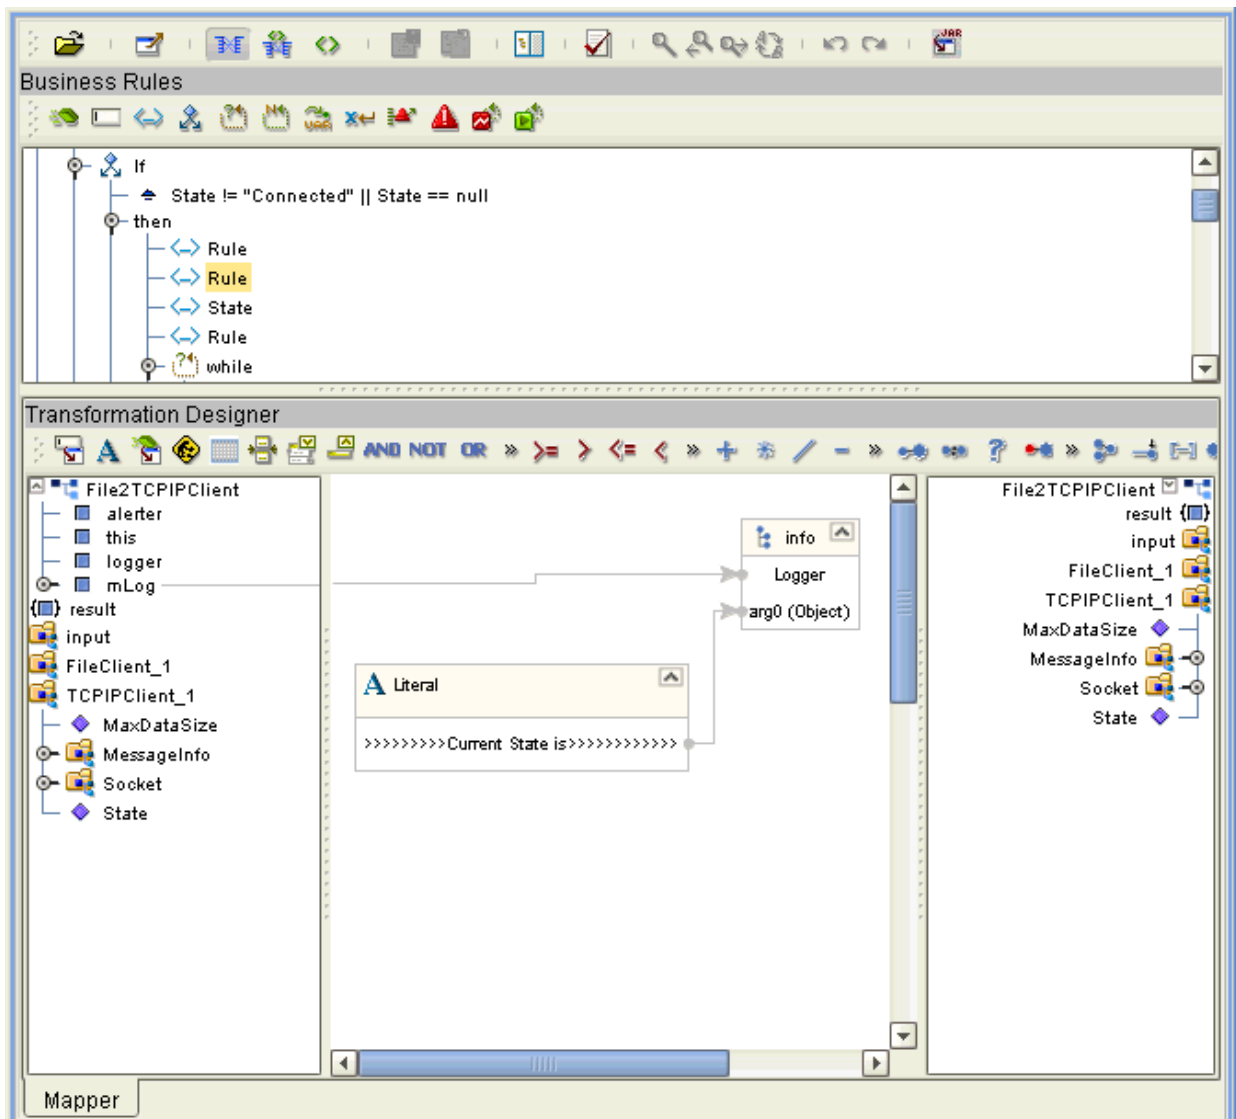 JAR
Business Rules
VAR
If
State != "Connected" || State == null
then
Rule
Rule
State
Rule
while
Transformation Designer
A AND NOT OR » >= > <= < » + / - » ? »
File2TCPIPClient
alerter
this
logger
mLog
result
input
FileClient_1
TCPIPClient_1
MaxDataSize
MessageInfo
Socket
State
info
Logger
arg0 (Object)
A Literal
>>>>>>>>>Current State is>>>>>>>>>>>>
File2TCPIPClient
result
input
FileClient_1
TCPIPClient_1
MaxDataSize
MessageInfo
Socket
State
Mapper